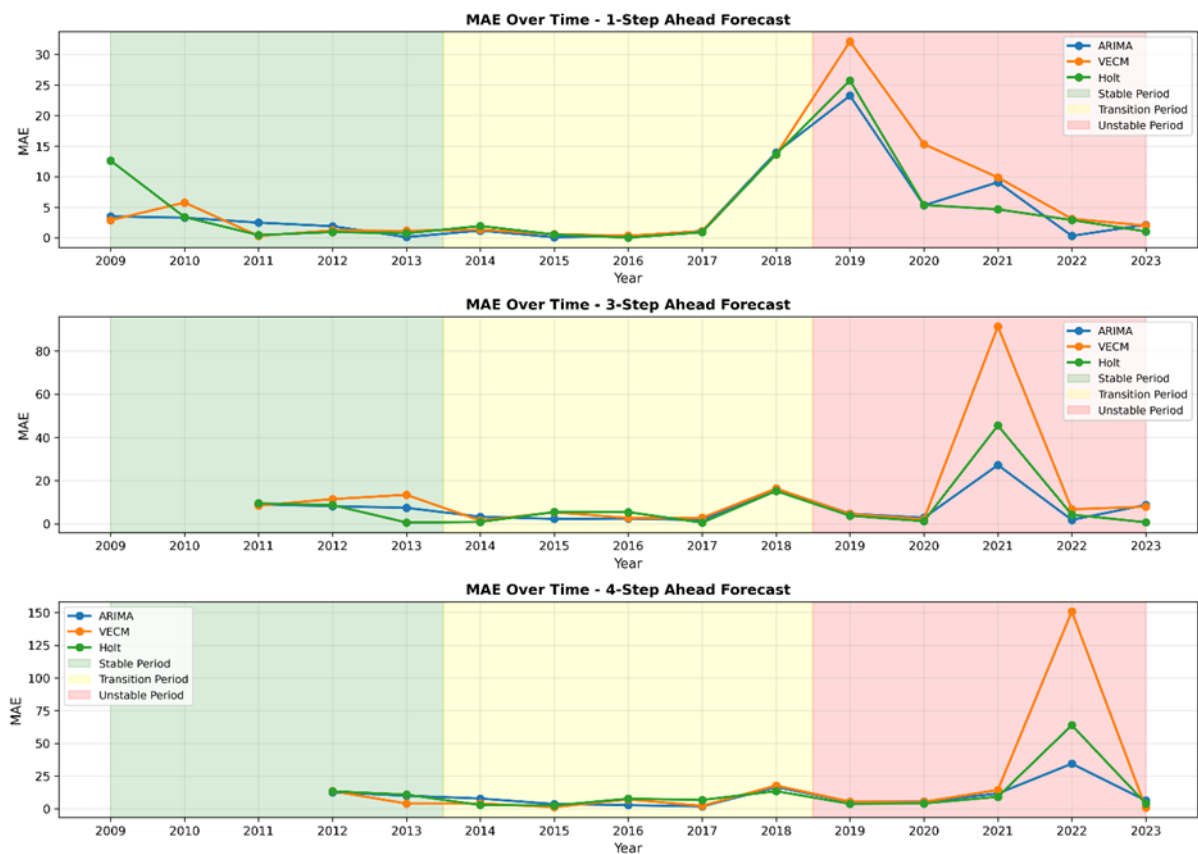 MAE Over Time - 1-Step Ahead Forecast
MAE
30
25
20
15
10
5
0
ARIMA
VECM
Holt
Stable Period
Transition Period
Unstable Period
2009 2010 2011 2012 2013 2014 2015 2016 2017 2018 2019 2020 2021 2022 2023
Year
MAE Over Time - 3-Step Ahead Forecast
MAE
80
60
40
20
0
ARIMA
VECM
Holt
Stable Period
Transition Period
Unstable Period
2009 2010 2011 2012 2013 2014 2015 2016 2017 2018 2019 2020 2021 2022 2023
Year
MAE Over Time - 4-Step Ahead Forecast
MAE
150
125
100
75
50
25
0
ARIMA
VECM
Holt
Stable Period
Transition Period
Unstable Period
2009 2010 2011 2012 2013 2014 2015 2016 2017 2018 2019 2020 2021 2022 2023
Year